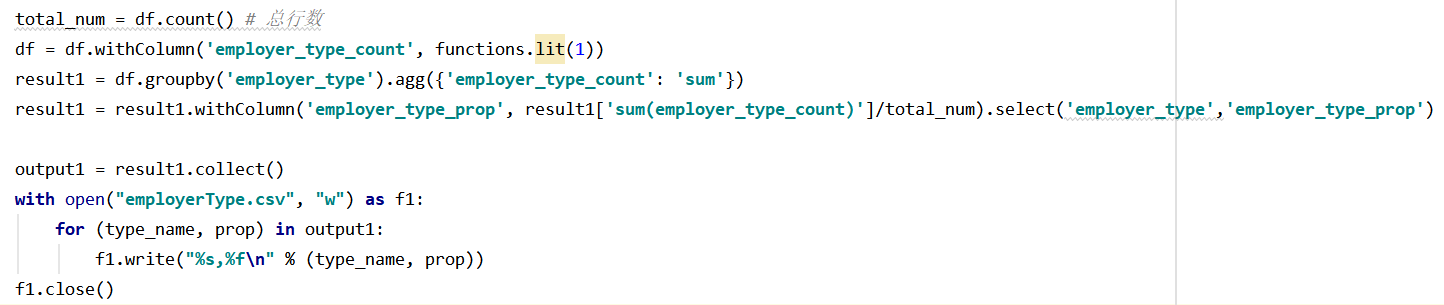 total_num = df.count() # 总行数
df = df.withColumn('employer_type_count', functions.lit(1))
result1 = df.groupby('employer_type').agg({'employer_type_count': 'sum'})
result1 = result1.withColumn('employer_type_prop', result1['sum(employer_type_count)']/total_num).select('employer_type','employer_type_prop')
output1 = result1.collect()
with open("employerType.csv", "w") as f1:
for (type_name, prop) in output1:
f1.write("%s,%f\n" % (type_name, prop))
f1.close()